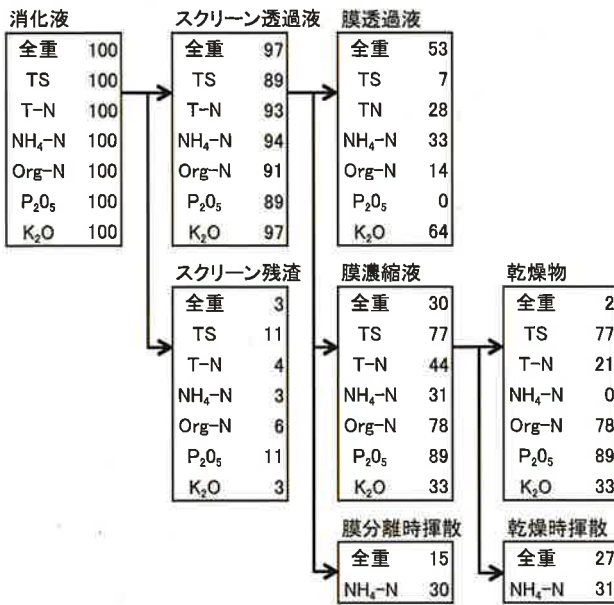 消化液
全重 100
TS 100
T-N 100
NH₄-N 100
Org-N 100
P₂O₅ 100
K₂O 100
スクリーン透過液
全重 97
TS 89
T-N 93
NH₄-N 94
Org-N 91
P₂O₅ 89
K₂O 97
膜透過液
全重 53
TS 7
TN 28
NH₄-N 33
Org-N 14
P₂O₅ 0
K₂O 64
スクリーン残渣
全重 3
TS 11
T-N 4
NH₄-N 3
Org-N 6
P₂O₅ 11
K₂O 3
膜濃縮液
全重 30
TS 77
T-N 44
NH₄-N 31
Org-N 78
P₂O₅ 89
K₂O 33
乾燥物
全重 2
TS 77
T-N 21
NH₄-N 0
Org-N 78
P₂O₅ 89
K₂O 33
膜分離時揮散
全重 15
NH₄-N 30
乾燥時揮散
全重 27
NH₄-N 31